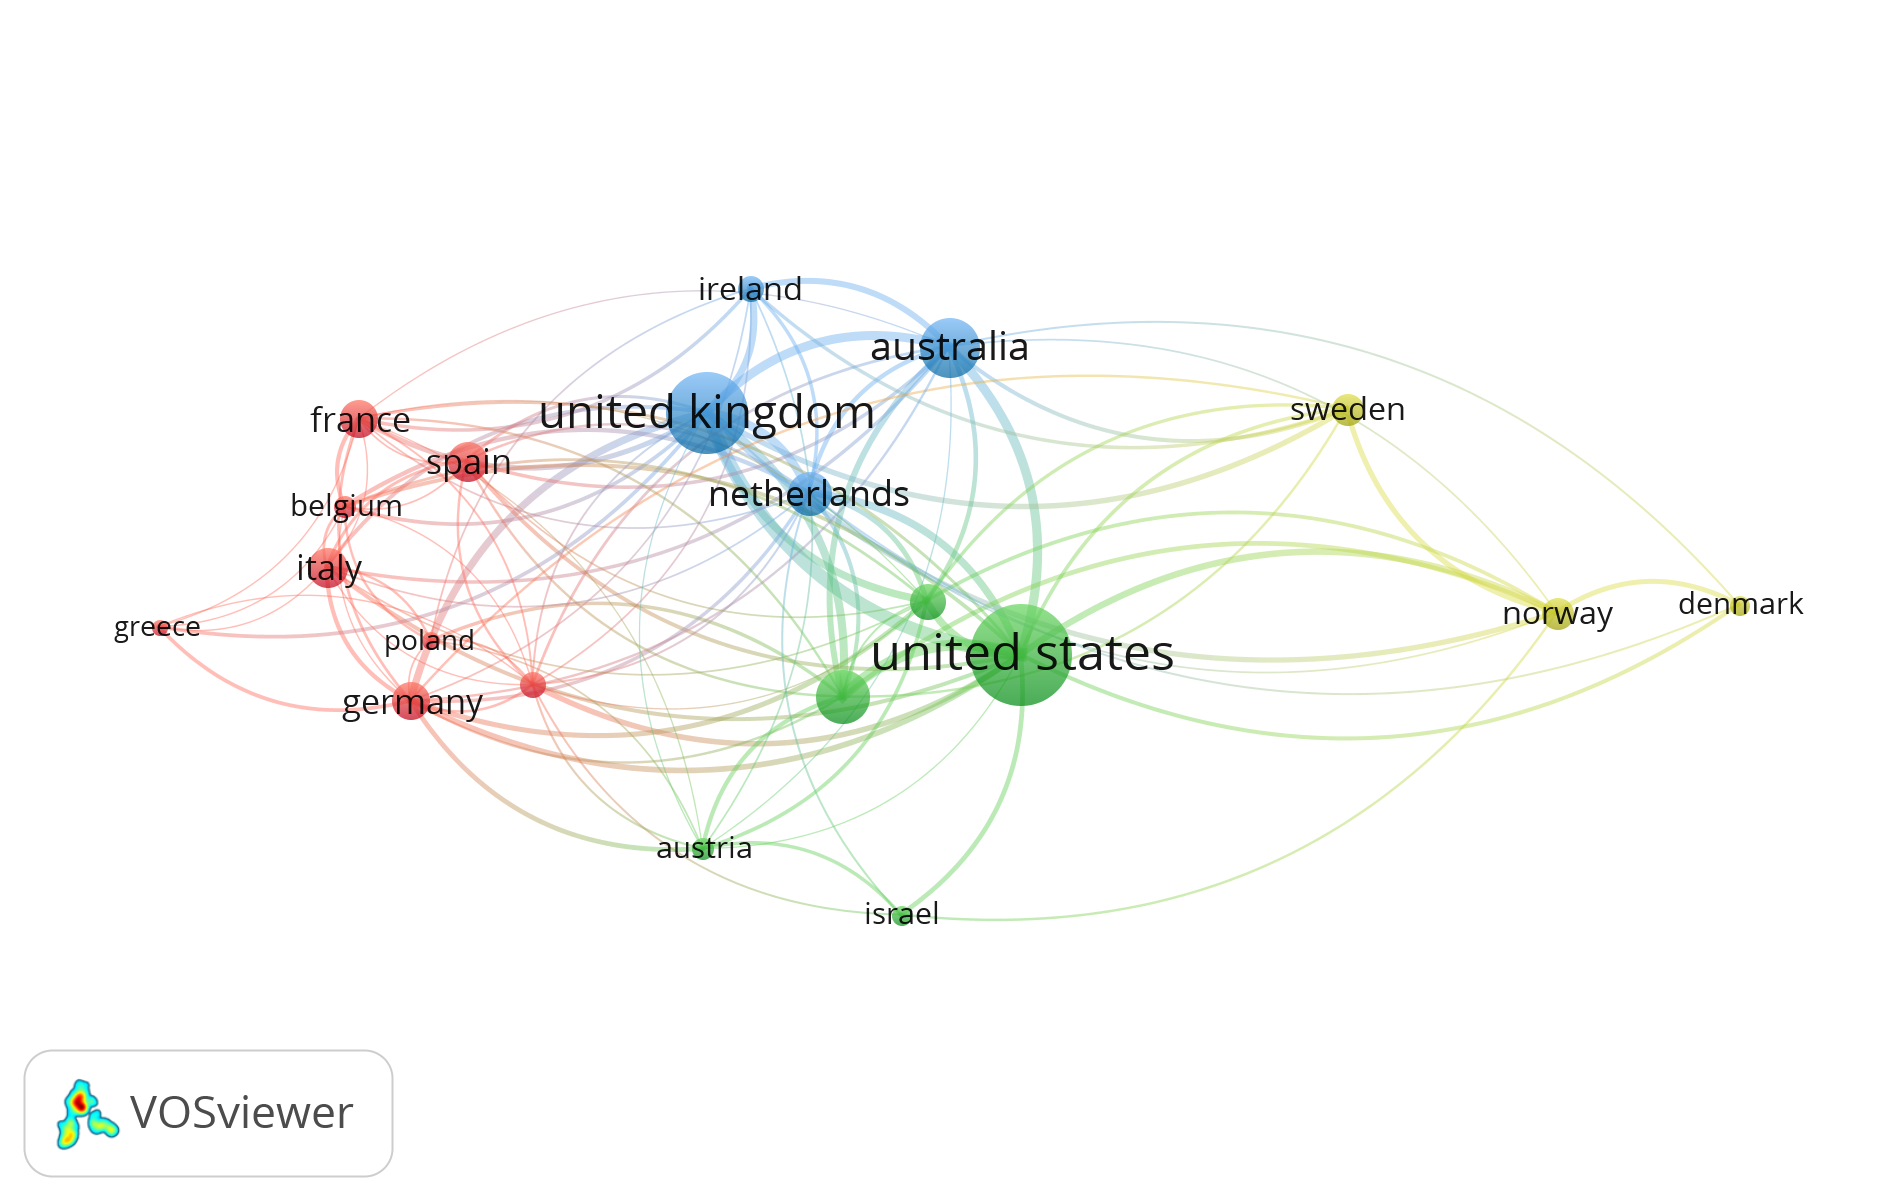 ireland
australia
united kingdom
france
sweden
spain
netherlands
belgium
italy
greece
poland
norway
denmark
united states
germany
austria
israel
VOSviewer